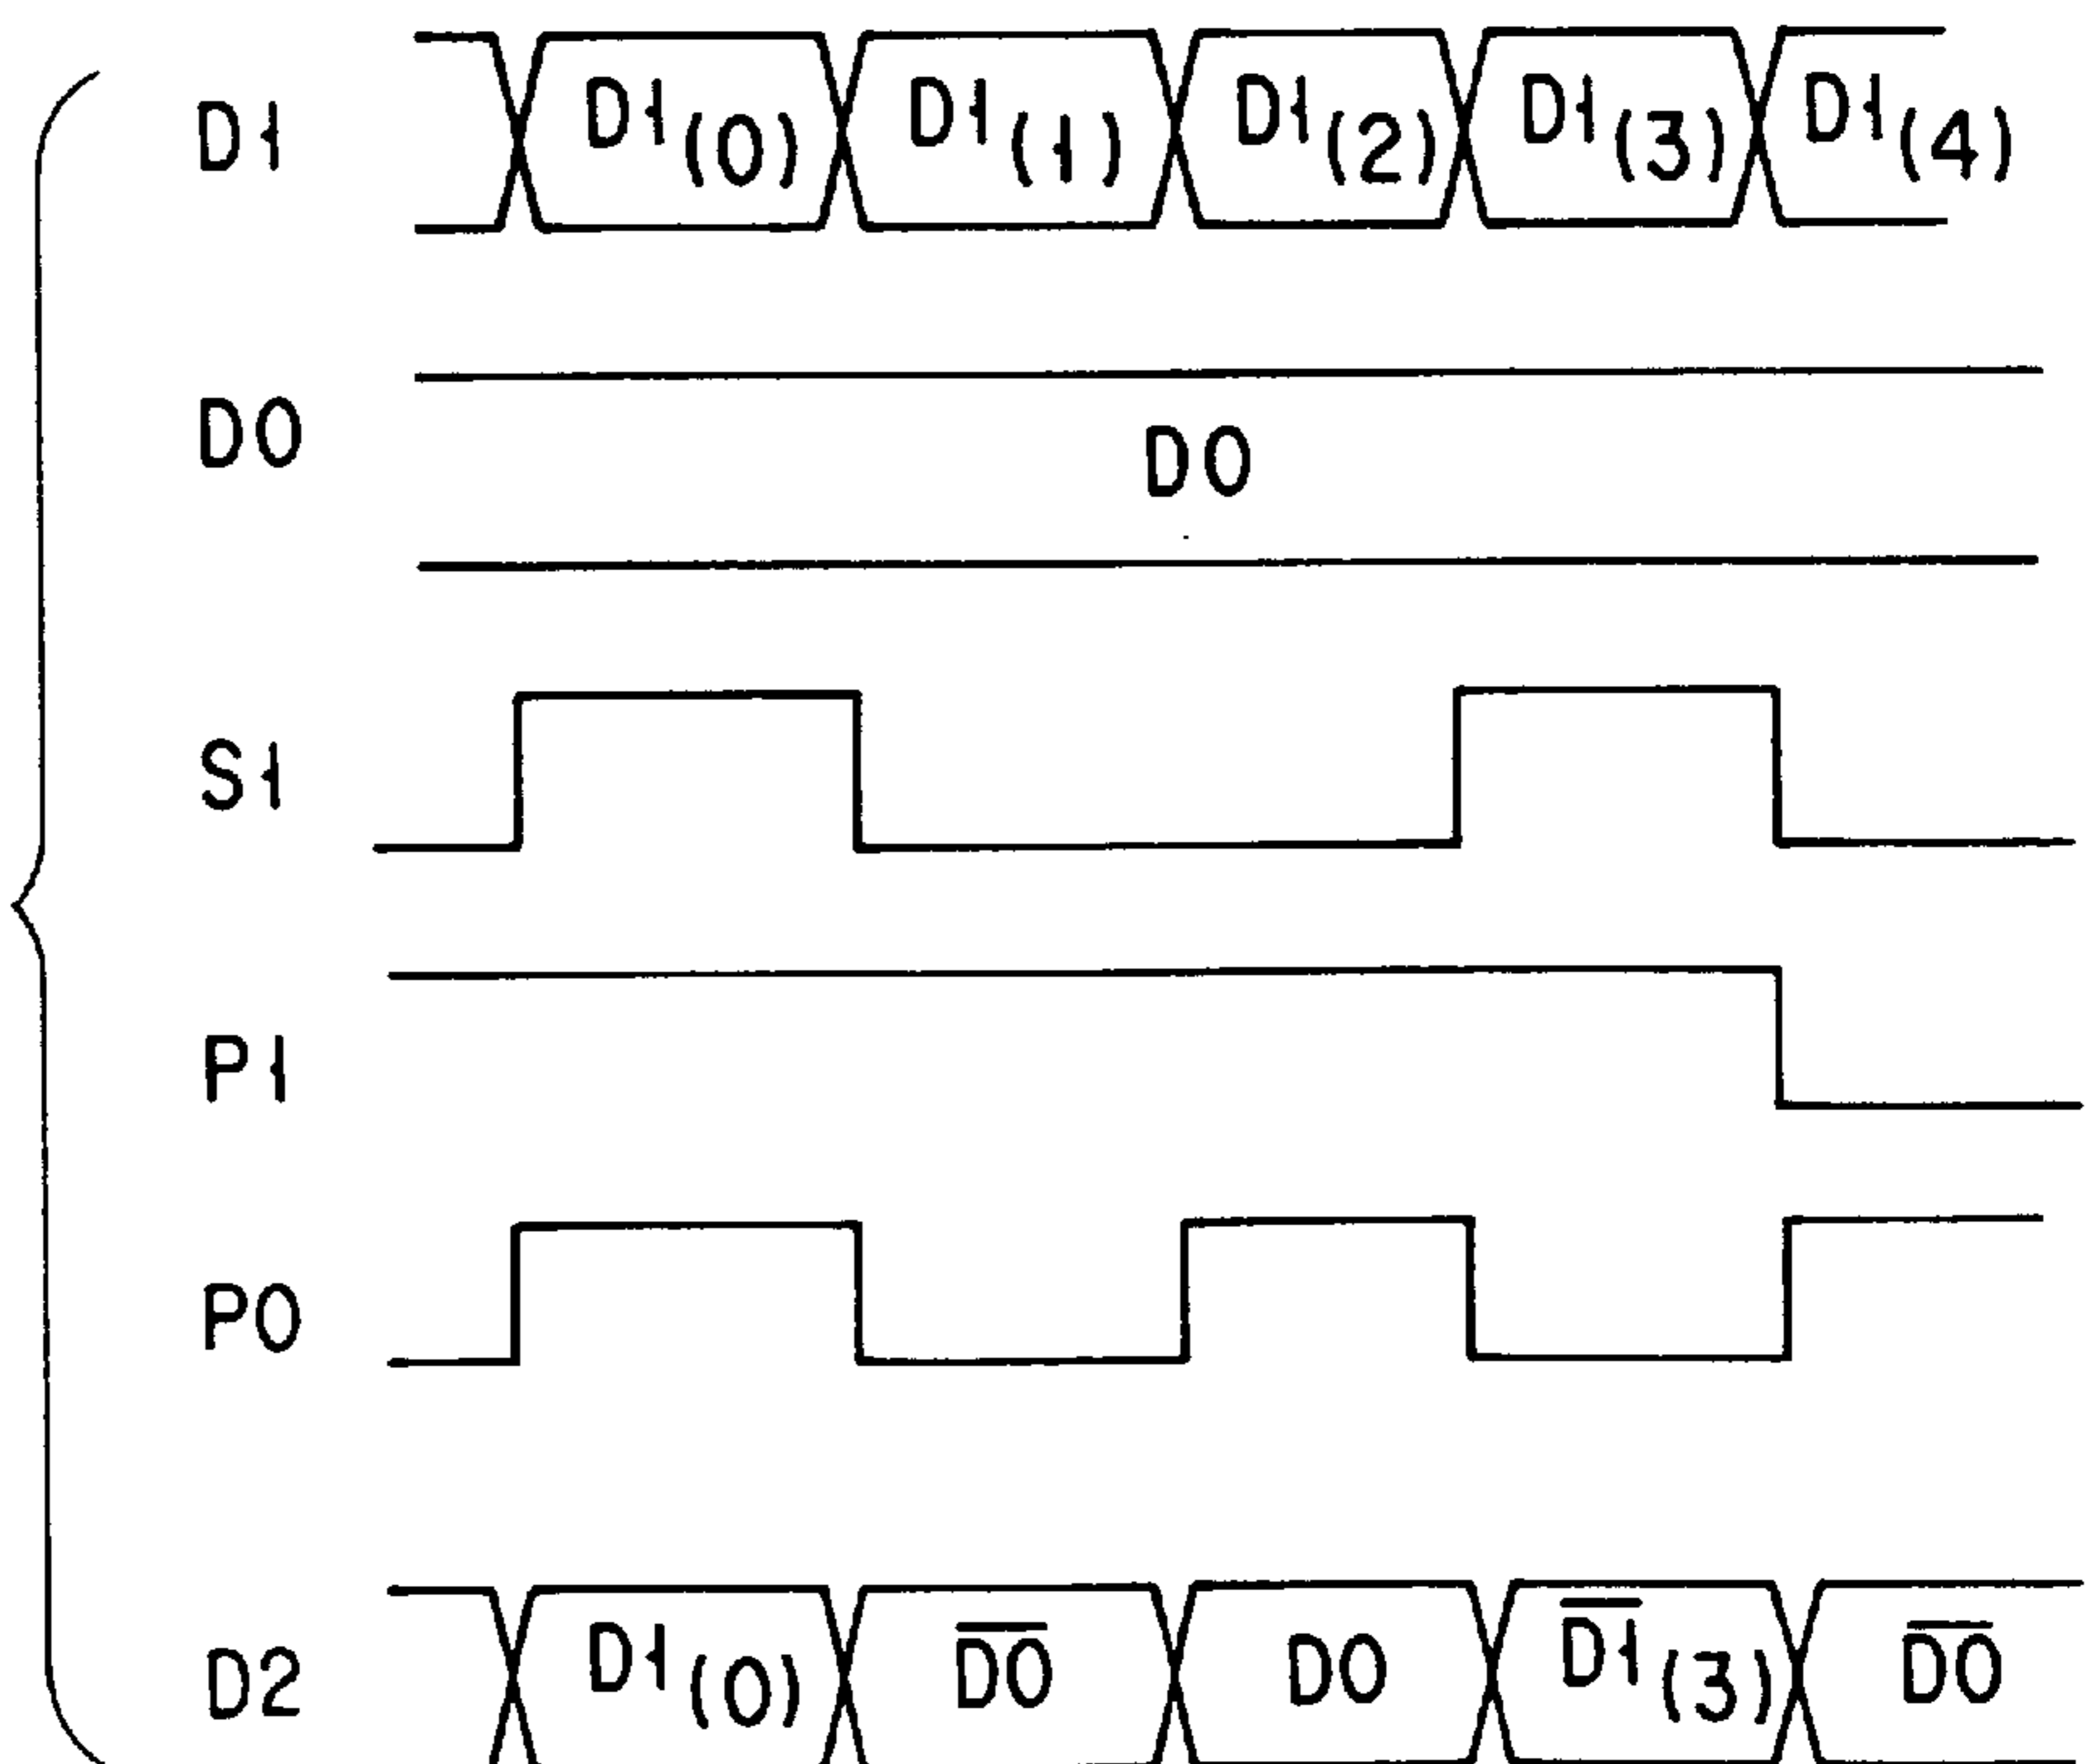 D1 D1(0) D1(1) D1(2) D1(3) D1(4)
D0 D0
S1
P1
P0
D2 D1(0) D̅0̅ D0 D̅1̅(3) D̅0̅